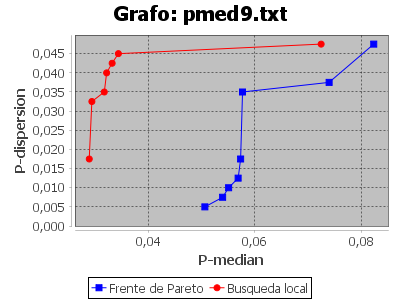 Grafo: pmed9.txt
P-dispersion
0,045
0,040
0,035
0,030
0,025
0,020
0,015
0,010
0,005
0,000
0,04 0,06 0,08
P-median
Frente de Pareto Busqueda local